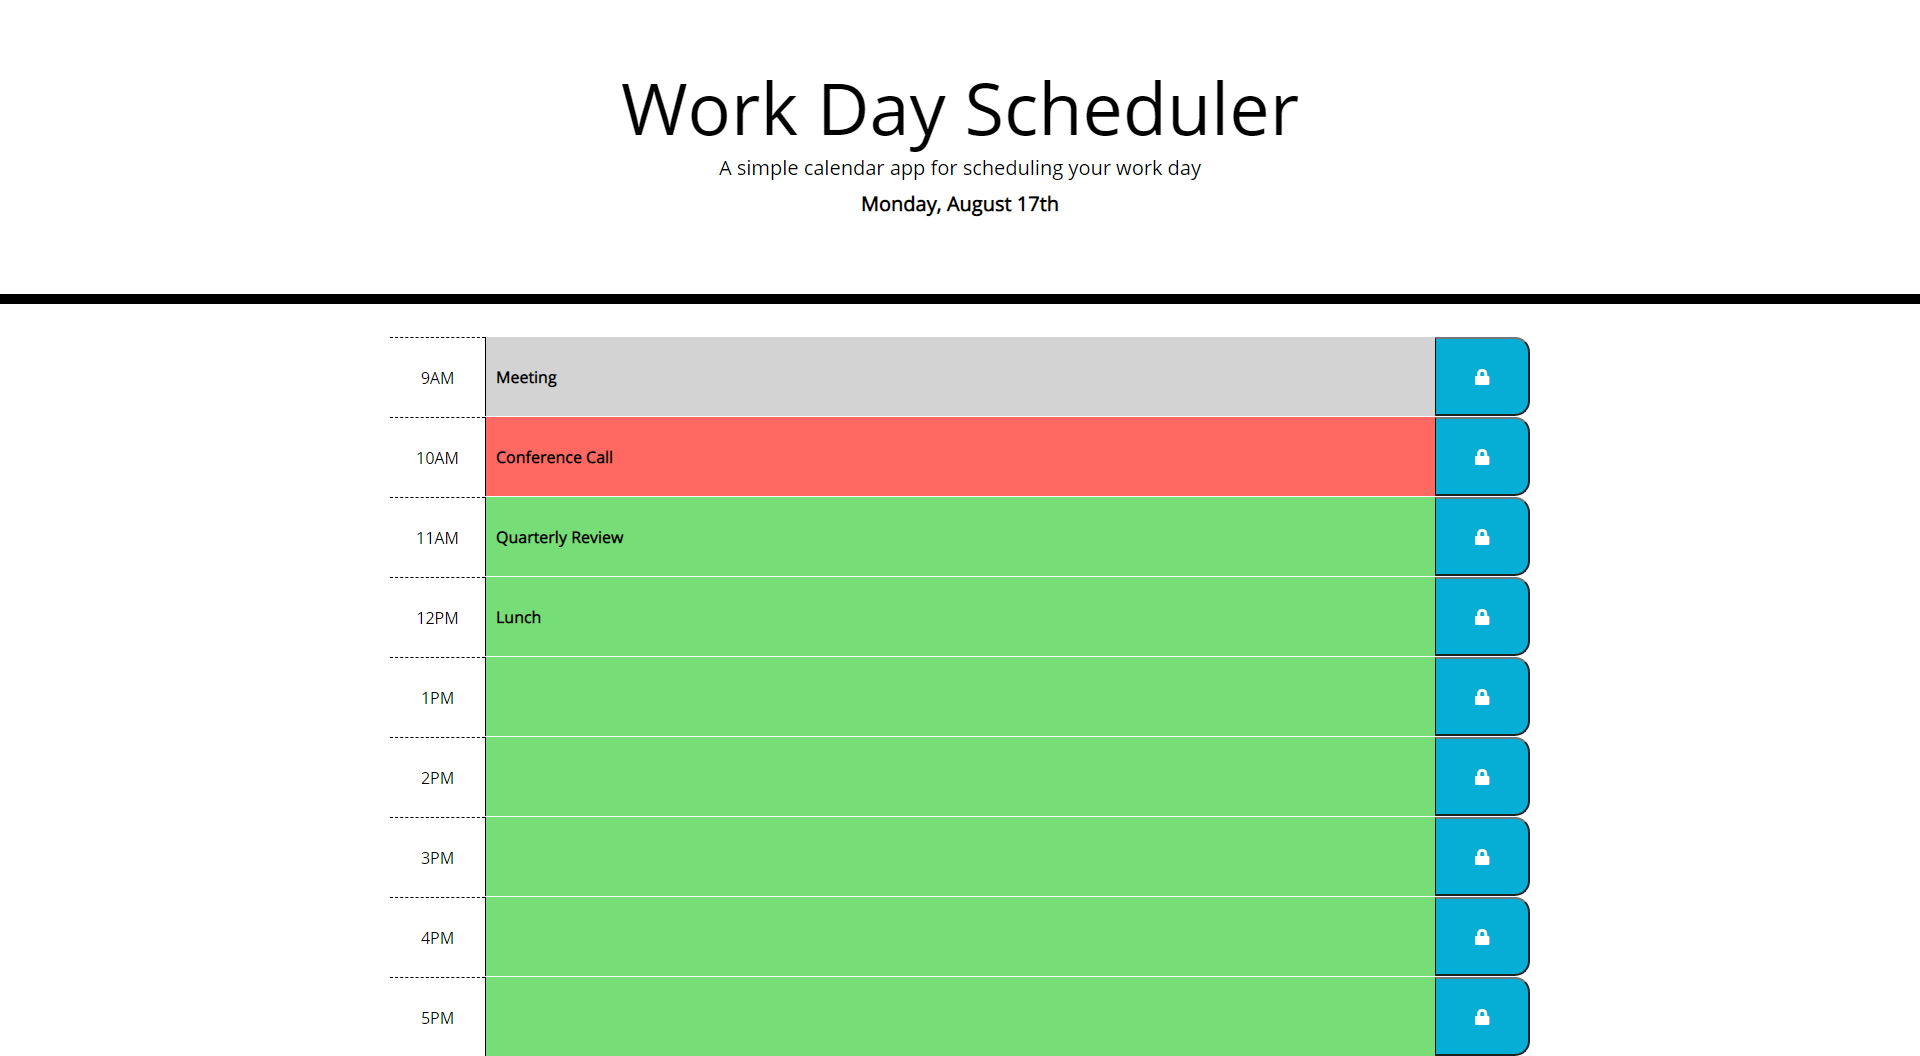 Work Day Scheduler
A simple calendar app for scheduling your work day
Monday, August 17th
9AM Meeting
10AM Conference Call
11AM Quarterly Review
12PM Lunch
1PM
2PM
3PM
4PM
5PM